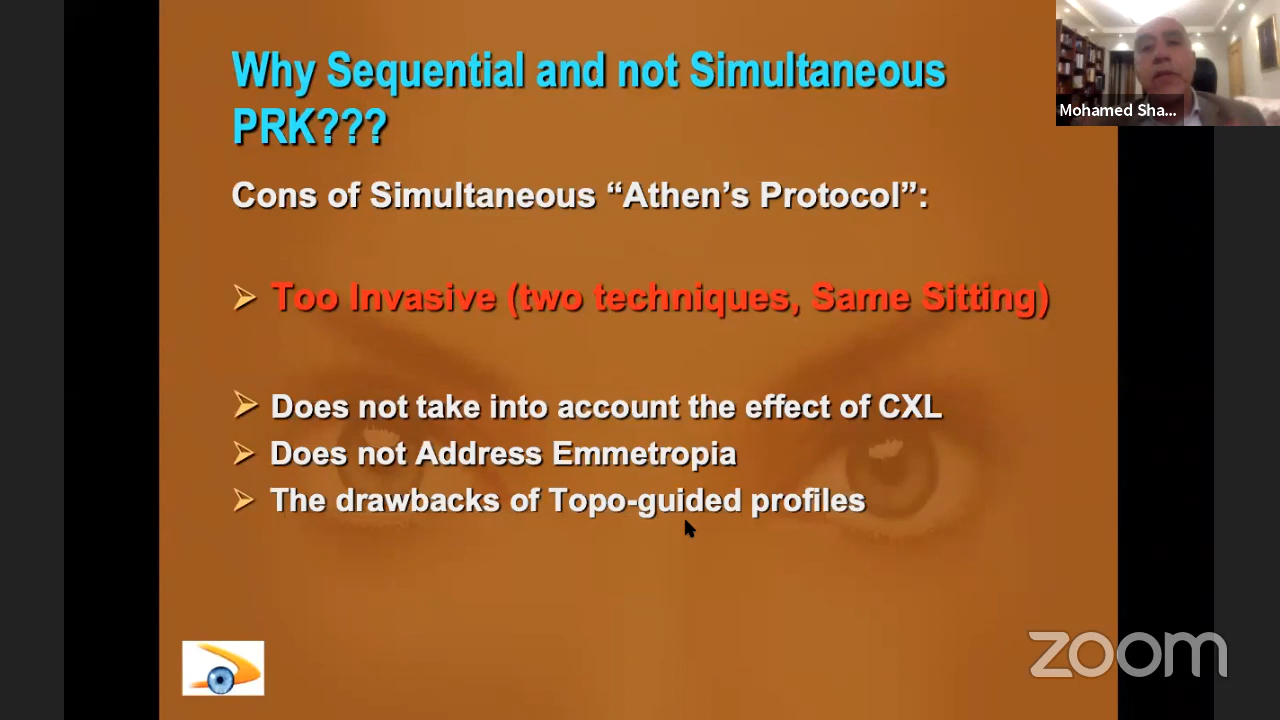 Why Sequential and not Simultaneous
PRK???
Mohamed Sha...
Cons of Simultaneous “Athen’s Protocol”:
Too Invasive (two techniques, Same Sitting)
Does not take into account the effect of CXL
Does not Address Emmetropia
The drawbacks of Topo-guided profiles
zoom